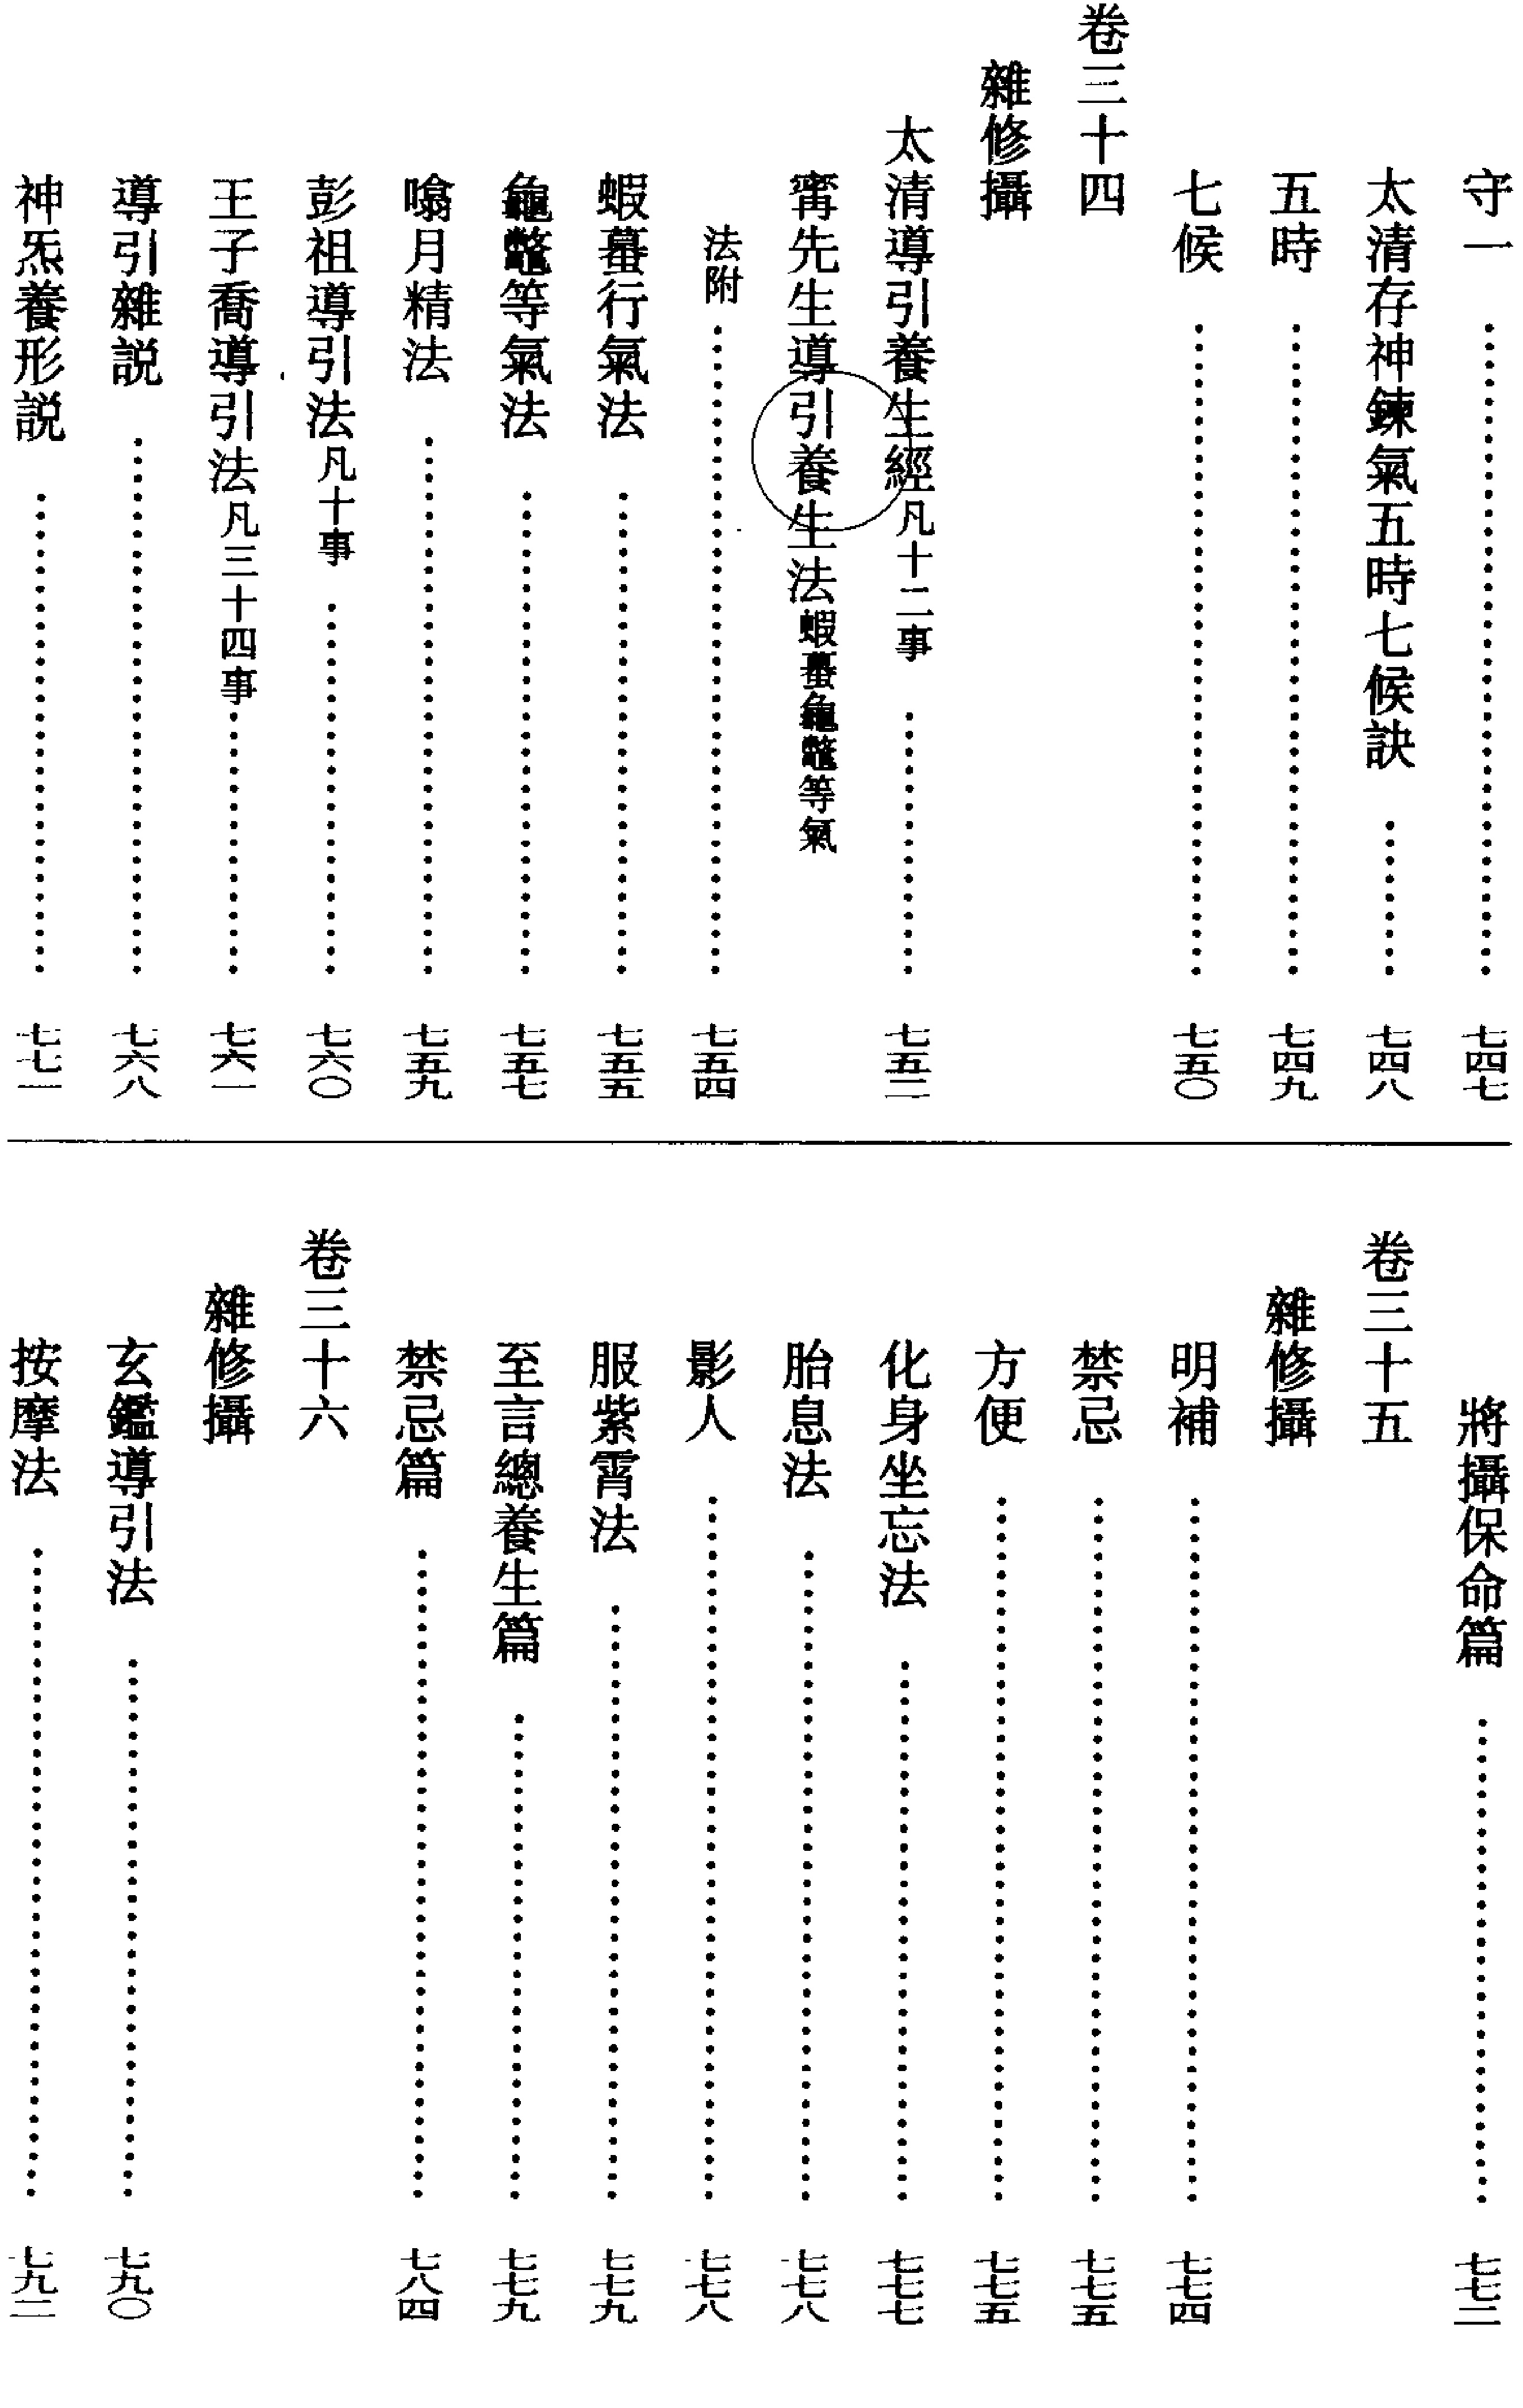 守一……七四七
太清存神鍊氣五時七候訣……七四八
五時……七四九
七候……七五〇
卷三十四
雜修攝
太清導引養生經凡十二事……七五二
甯先生導引養生法蝦蟇龜鼈等氣
法附……七五四
蝦蟇行氣法……七五五
龜鼈等氣法……七五七
噏月精法……七五九
彭祖導引法凡十事……七六〇
王子喬導引法凡三十四事……七六一
導引雜説……七六八
神炁養形説……七七一
將攝保命篇……七七二
卷三十五
雜修攝
明補……七七四
禁忌……七七五
方便……七七五
化身坐忘法……七七七
胎息法……七七八
影人……七七八
服紫霄法……七七九
至言總養生篇……七七九
禁忌篇……七八四
卷三十六
雜修攝
玄鑑導引法……七九〇
按摩法……七九二